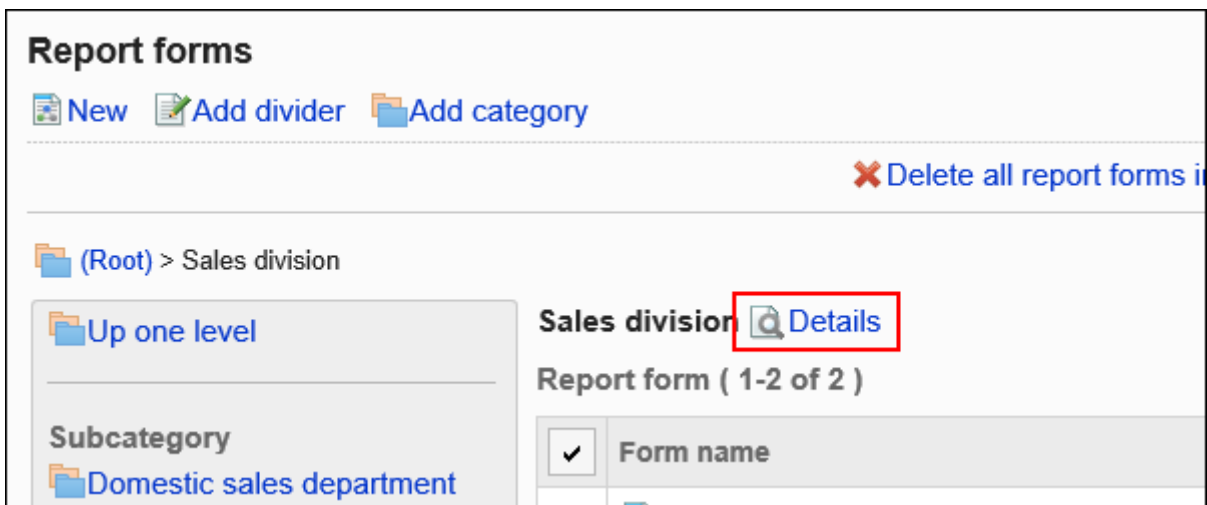 Report forms
New Add divider Add category
Delete all report forms
(Root) > Sales division
Up one level
Sales division Details
Report form ( 1-2 of 2 )
Subcategory
Form name
Domestic sales department